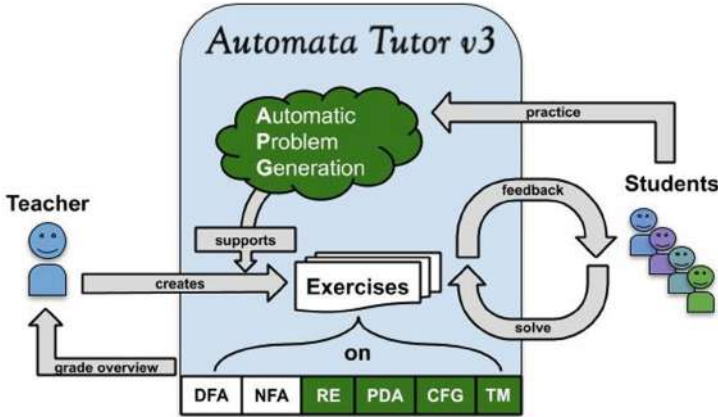 Automata Tutor v3
Automatic
Problem
Generation
practice
Teacher
supports
feedback
Students
creates
Exercises
solve
on
grade overview
DFA NFA RE PDA CFG TM